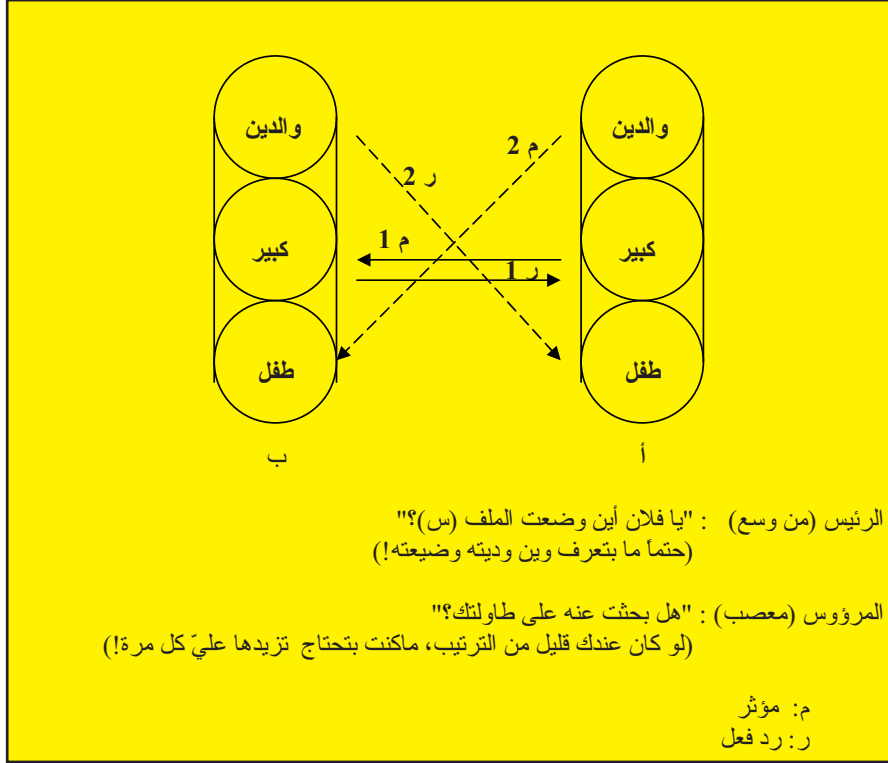 والدين
والدين
م 2
ر 2
كبير
كبير
م 1
ر 1
طفل
طفل
أ
ب
الرئيس (من وسع) : "يا فلان أين وضعت الملف (س)؟"
(حتماً ما بتعرف وين وديته وضيعته!)
المرؤوس (معصب) : "هل بحثت عنه على طاولتك؟"
(لو كان عندك قليل من الترتيب، ماكنت بتحتاج تزيدها عليّ كل مرة!)
م: مؤثر
ر: رد فعل